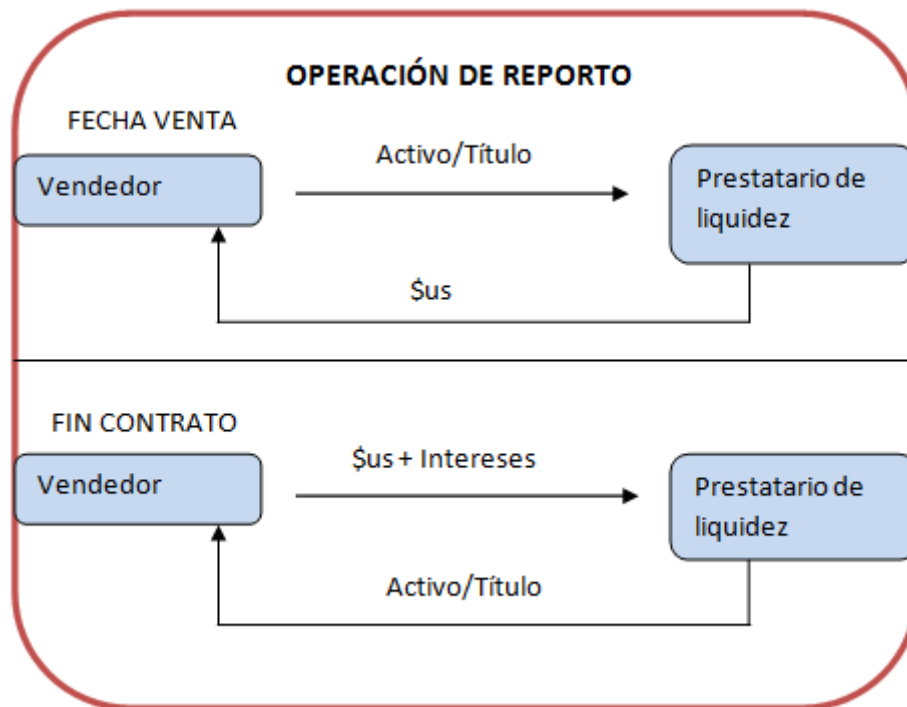 OPERACIÓN DE REPORTO
FECHA VENTA
Activo/Título
Vendedor
Prestatario de
liquidez
$us
FIN CONTRATO
$us + Intereses
Vendedor
Prestatario de
liquidez
Activo/Título